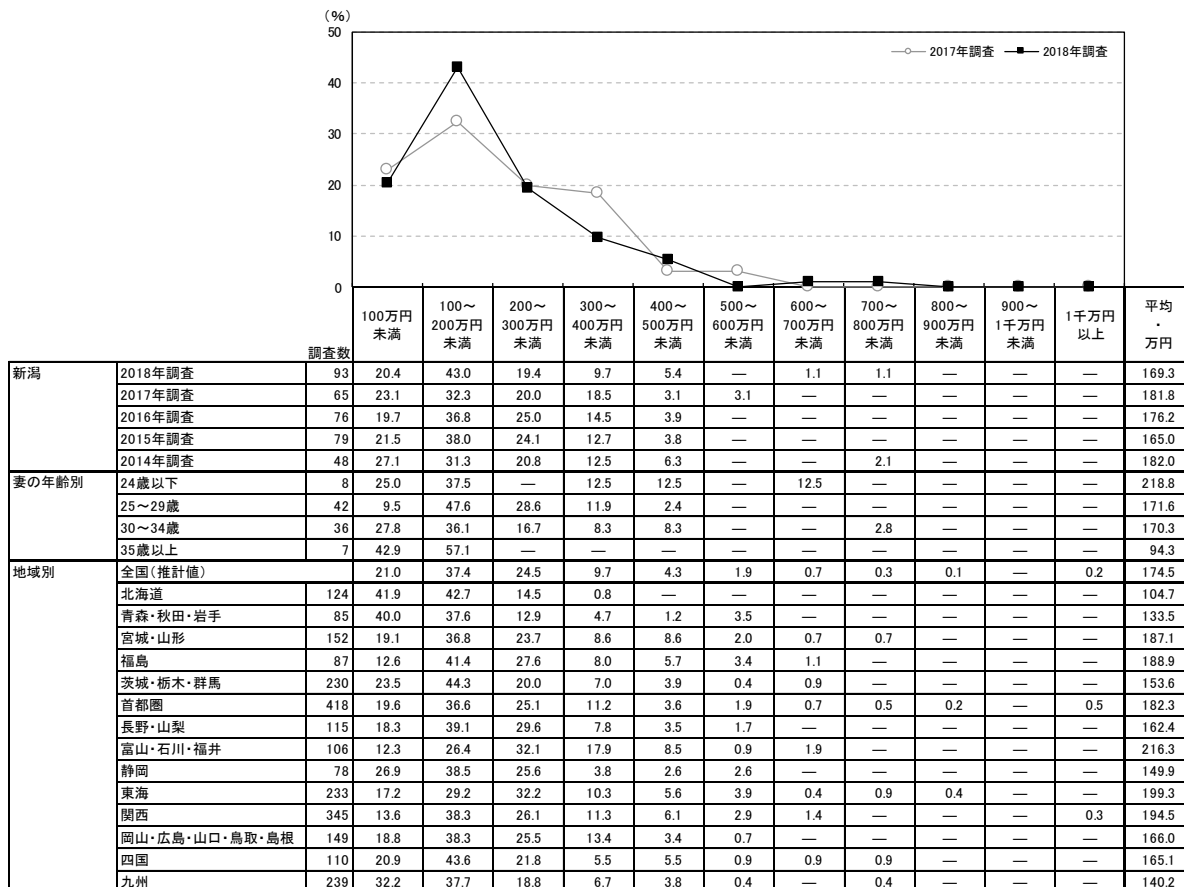 （%）
50
40
30
20
10
0
2017年調査 2018年調査
調査数 100万円未満 100～200万円未満 200～300万円未満 300～400万円未満 400～500万円未満 500～600万円未満 600～700万円未満 700～800万円未満 800～900万円未満 900～1千万円未満 1千万円以上 平均・万円
新潟 2018年調査 93 20.4 43.0 19.4 9.7 5.4 — 1.1 1.1 — — — 169.3
2017年調査 65 23.1 32.3 20.0 18.5 3.1 3.1 — — — — — 181.8
2016年調査 76 19.7 36.8 25.0 14.5 3.9 — — — — — — 176.2
2015年調査 79 21.5 38.0 24.1 12.7 3.8 — — — — — — 165.0
2014年調査 48 27.1 31.3 20.8 12.5 6.3 — — 2.1 — — — 182.0
妻の年齢別 24歳以下 8 25.0 37.5 — 12.5 12.5 — 12.5 — — — — 218.8
25～29歳 42 9.5 47.6 28.6 11.9 2.4 — — — — — — 171.6
30～34歳 36 27.8 36.1 16.7 8.3 8.3 — — 2.8 — — — 170.3
35歳以上 7 42.9 57.1 — — — — — — — — — 94.3
地域別 全国(推計値) 21.0 37.4 24.5 9.7 4.3 1.9 0.7 0.3 0.1 — 0.2 174.5
北海道 124 41.9 42.7 14.5 0.8 — — — — — — — 104.7
青森・秋田・岩手 85 40.0 37.6 12.9 4.7 1.2 3.5 — — — — — 133.5
宮城・山形 152 19.1 36.8 23.7 8.6 8.6 2.0 0.7 0.7 — — — 187.1
福島 87 12.6 41.4 27.6 8.0 5.7 3.4 1.1 — — — — 188.9
茨城・栃木・群馬 230 23.5 44.3 20.0 7.0 3.9 0.4 0.9 — — — — 153.6
首都圏 418 19.6 36.6 25.1 11.2 3.6 1.9 0.7 0.5 0.2 — 0.5 182.3
長野・山梨 115 18.3 39.1 29.6 7.8 3.5 1.7 — — — — — 162.4
富山・石川・福井 106 12.3 26.4 32.1 17.9 8.5 0.9 1.9 — — — — 216.3
静岡 78 26.9 38.5 25.6 3.8 2.6 2.6 — — — — — 149.9
東海 233 17.2 29.2 32.2 10.3 5.6 3.9 0.4 0.9 0.4 — — 199.3
関西 345 13.6 38.3 26.1 11.3 6.1 2.9 1.4 — — — 0.3 194.5
岡山・広島・山口・鳥取・島根 149 18.8 38.3 25.5 13.4 3.4 0.7 — — — — — 166.0
四国 110 20.9 43.6 21.8 5.5 5.5 0.9 0.9 0.9 — — — 165.1
九州 239 32.2 37.7 18.8 6.7 3.8 0.4 — 0.4 — — — 140.2